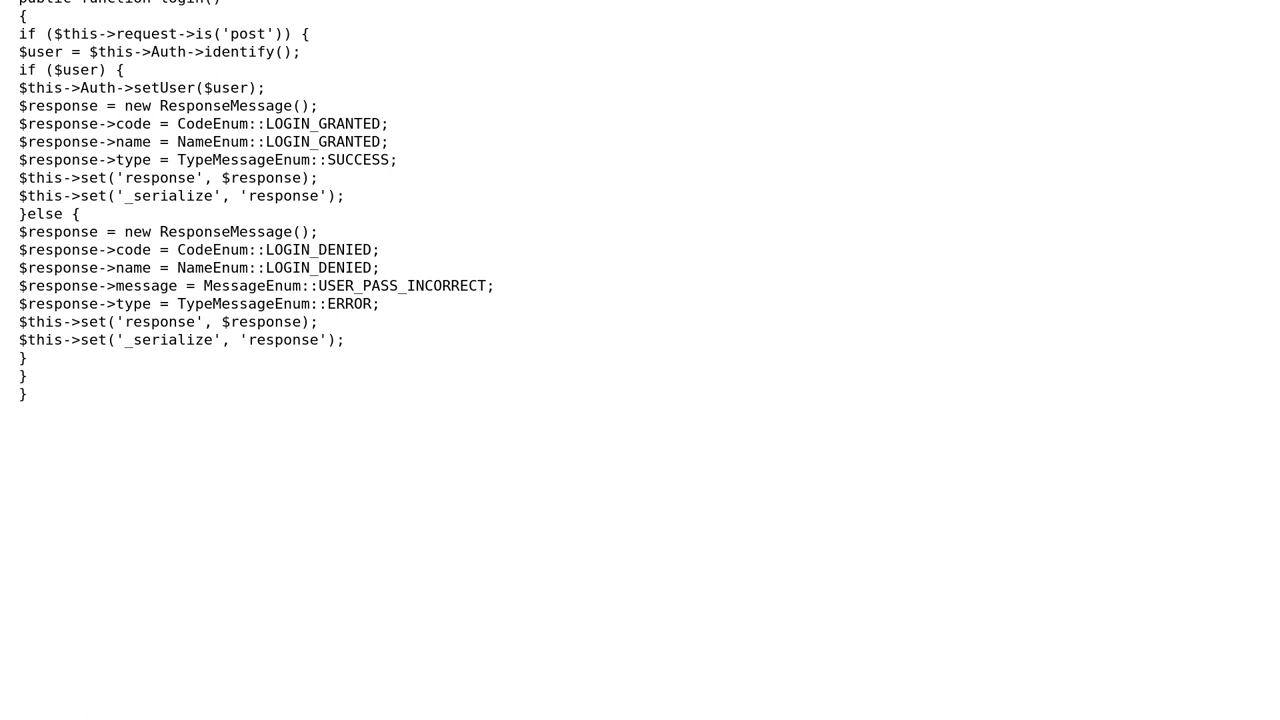 public function login()
{
if ($this->request->is('post')) {
$user = $this->Auth->identify();
if ($user) {
$this->Auth->setUser($user);
$response = new ResponseMessage();
$response->code = CodeEnum::LOGIN_GRANTED;
$response->name = NameEnum::LOGIN_GRANTED;
$response->type = TypeMessageEnum::SUCCESS;
$this->set('response', $response);
$this->set('_serialize', 'response');
}else {
$response = new ResponseMessage();
$response->code = CodeEnum::LOGIN_DENIED;
$response->name = NameEnum::LOGIN_DENIED;
$response->message = MessageEnum::USER_PASS_INCORRECT;
$response->type = TypeMessageEnum::ERROR;
$this->set('response', $response);
$this->set('_serialize', 'response');
}
}
}